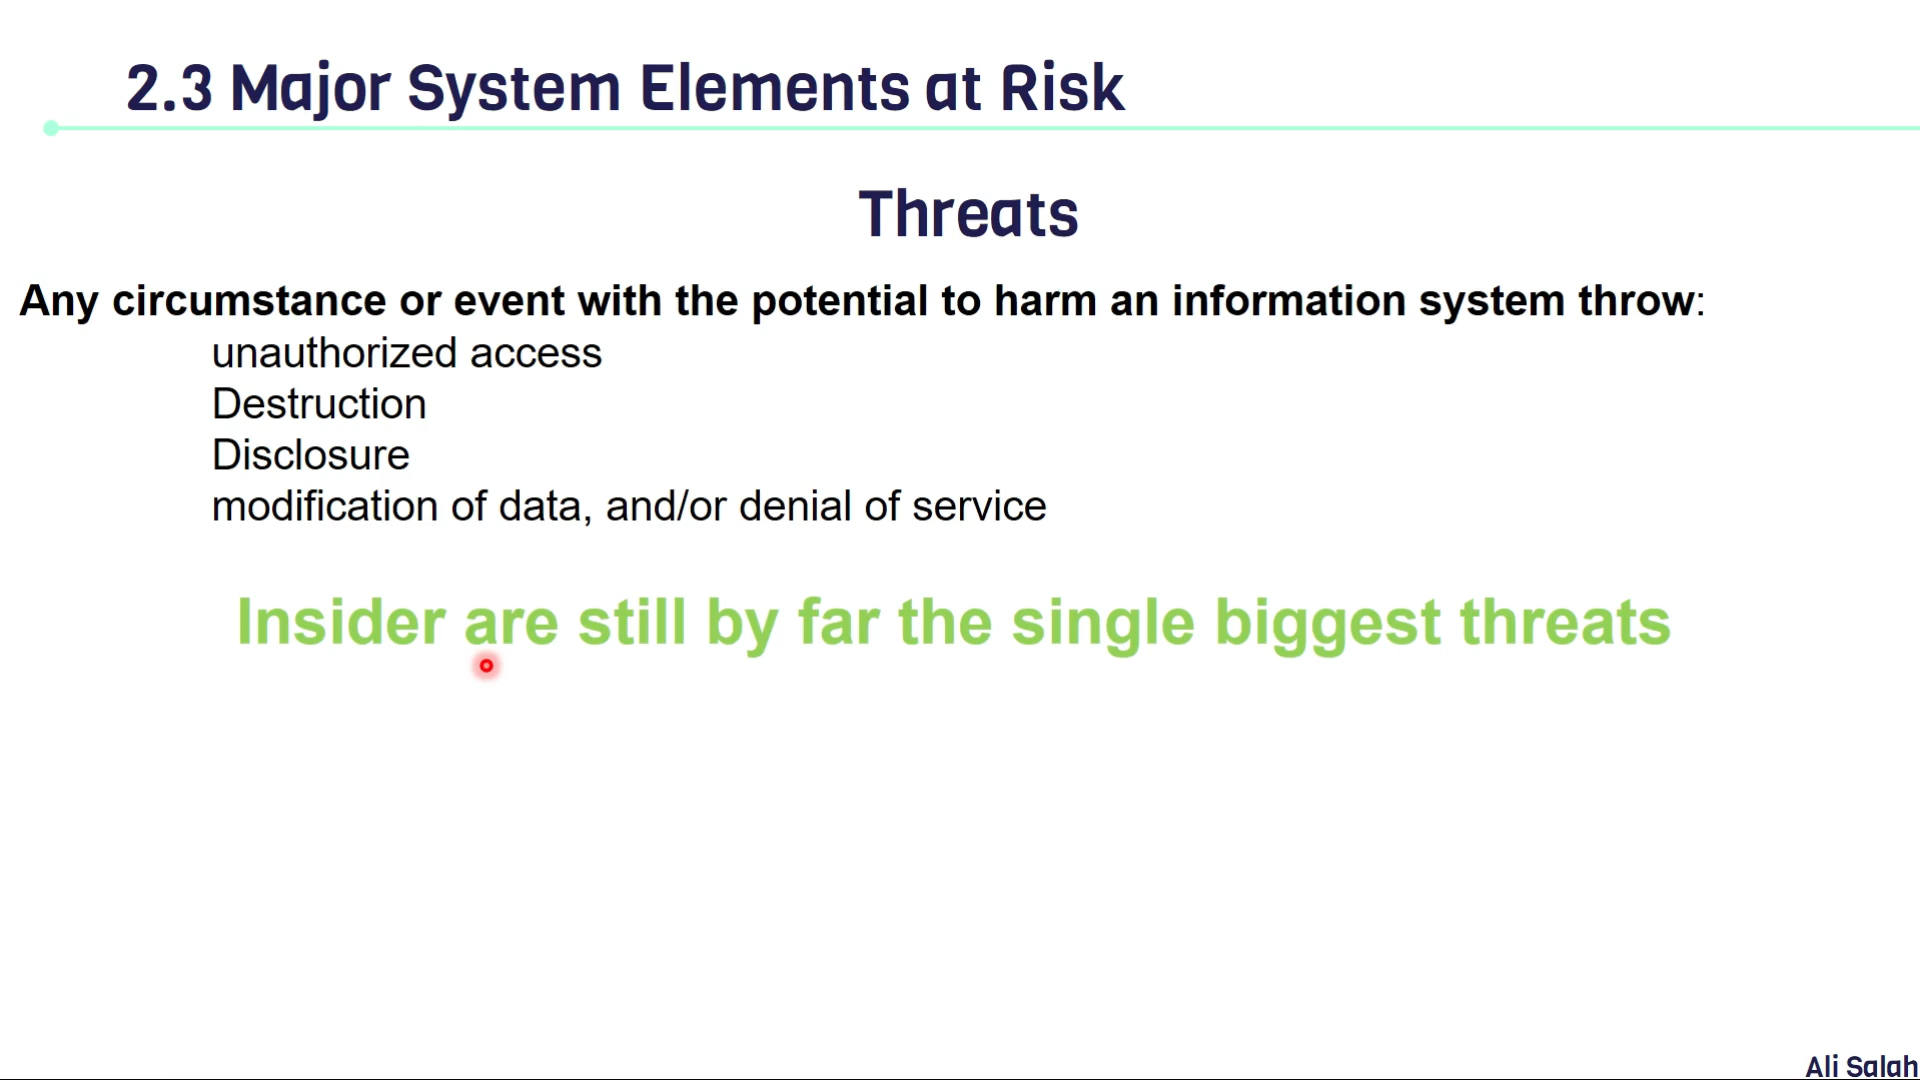 2.3 Major System Elements at Risk
Threats
Any circumstance or event with the potential to harm an information system throw:
unauthorized access
Destruction
Disclosure
modification of data, and/or denial of service
Insider are still by far the single biggest threats
Ali Salah